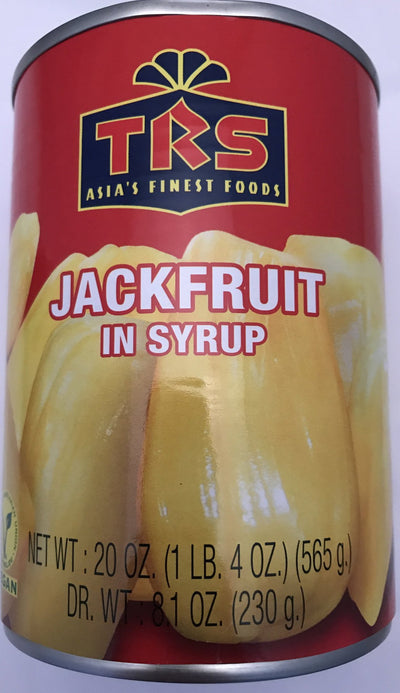 TRS
ASIA'S FINEST FOODS
JACKFRUIT
IN SYRUP
NET WT : 20 OZ. (1 LB. 4 OZ.) (565 g.)
DR. WT : 8.1 OZ. (230 g.)